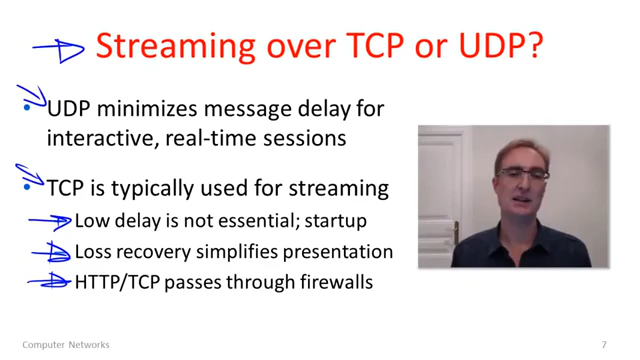 Streaming over TCP or UDP?
• UDP minimizes message delay for
interactive, real-time sessions
• TCP is typically used for streaming
Low delay is not essential; startup
Loss recovery simplifies presentation
HTTP/TCP passes through firewalls
Computer Networks
7